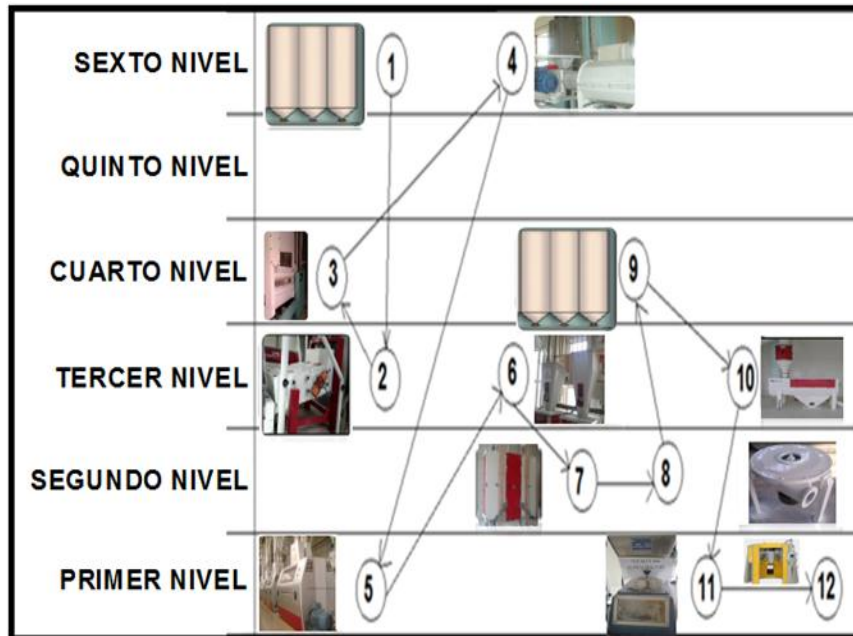 SEXTO NIVEL 1 4
QUINTO NIVEL
CUARTO NIVEL 3 9
TERCER NIVEL 2 6 10
SEGUNDO NIVEL 7 8
PRIMER NIVEL 5 11 12